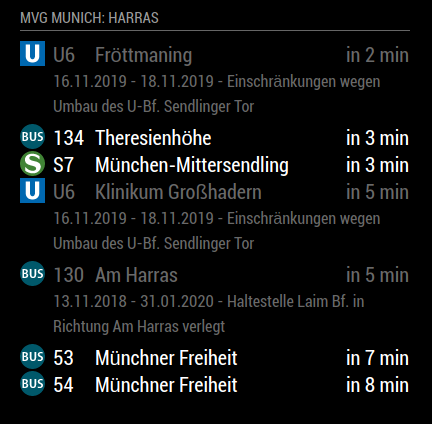 MVG MUNICH: HARRAS
U U6 Fröttmaning in 2 min
16.11.2019 - 18.11.2019 - Einschränkungen wegen
Umbau des U-Bf. Sendlinger Tor
BUS 134 Theresienhöhe in 3 min
S S7 München-Mittersendling in 3 min
U U6 Klinikum Großhadern in 5 min
16.11.2019 - 18.11.2019 - Einschränkungen wegen
Umbau des U-Bf. Sendlinger Tor
BUS 130 Am Harras in 5 min
13.11.2018 - 31.01.2020 - Haltestelle Laim Bf. in
Richtung Am Harras verlegt
BUS 53 Münchner Freiheit in 7 min
BUS 54 Münchner Freiheit in 8 min